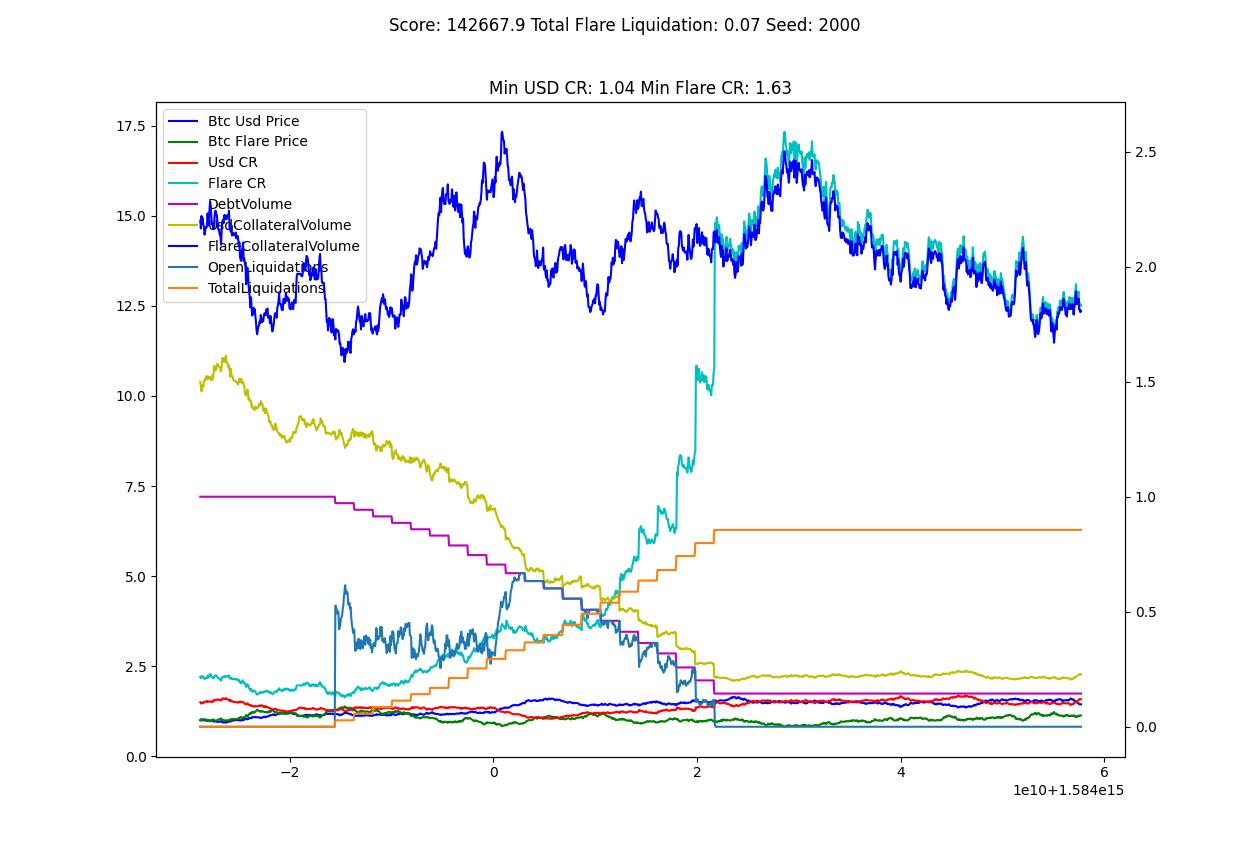 Score: 142667.9 Total Flare Liquidation: 0.07 Seed: 2000
Min USD CR: 1.04 Min Flare CR: 1.63
Btc Usd Price
Btc Flare Price
Usd CR
Flare CR
DebtVolume
UsdCollateralVolume
FlareCollateralVolume
OpenLiquidations
TotalLiquidations
17.5
15.0
12.5
10.0
7.5
5.0
2.5
0.0
2.5
2.0
1.5
1.0
0.5
0.0
−2
0
2
4
6
1e10+1.584e15